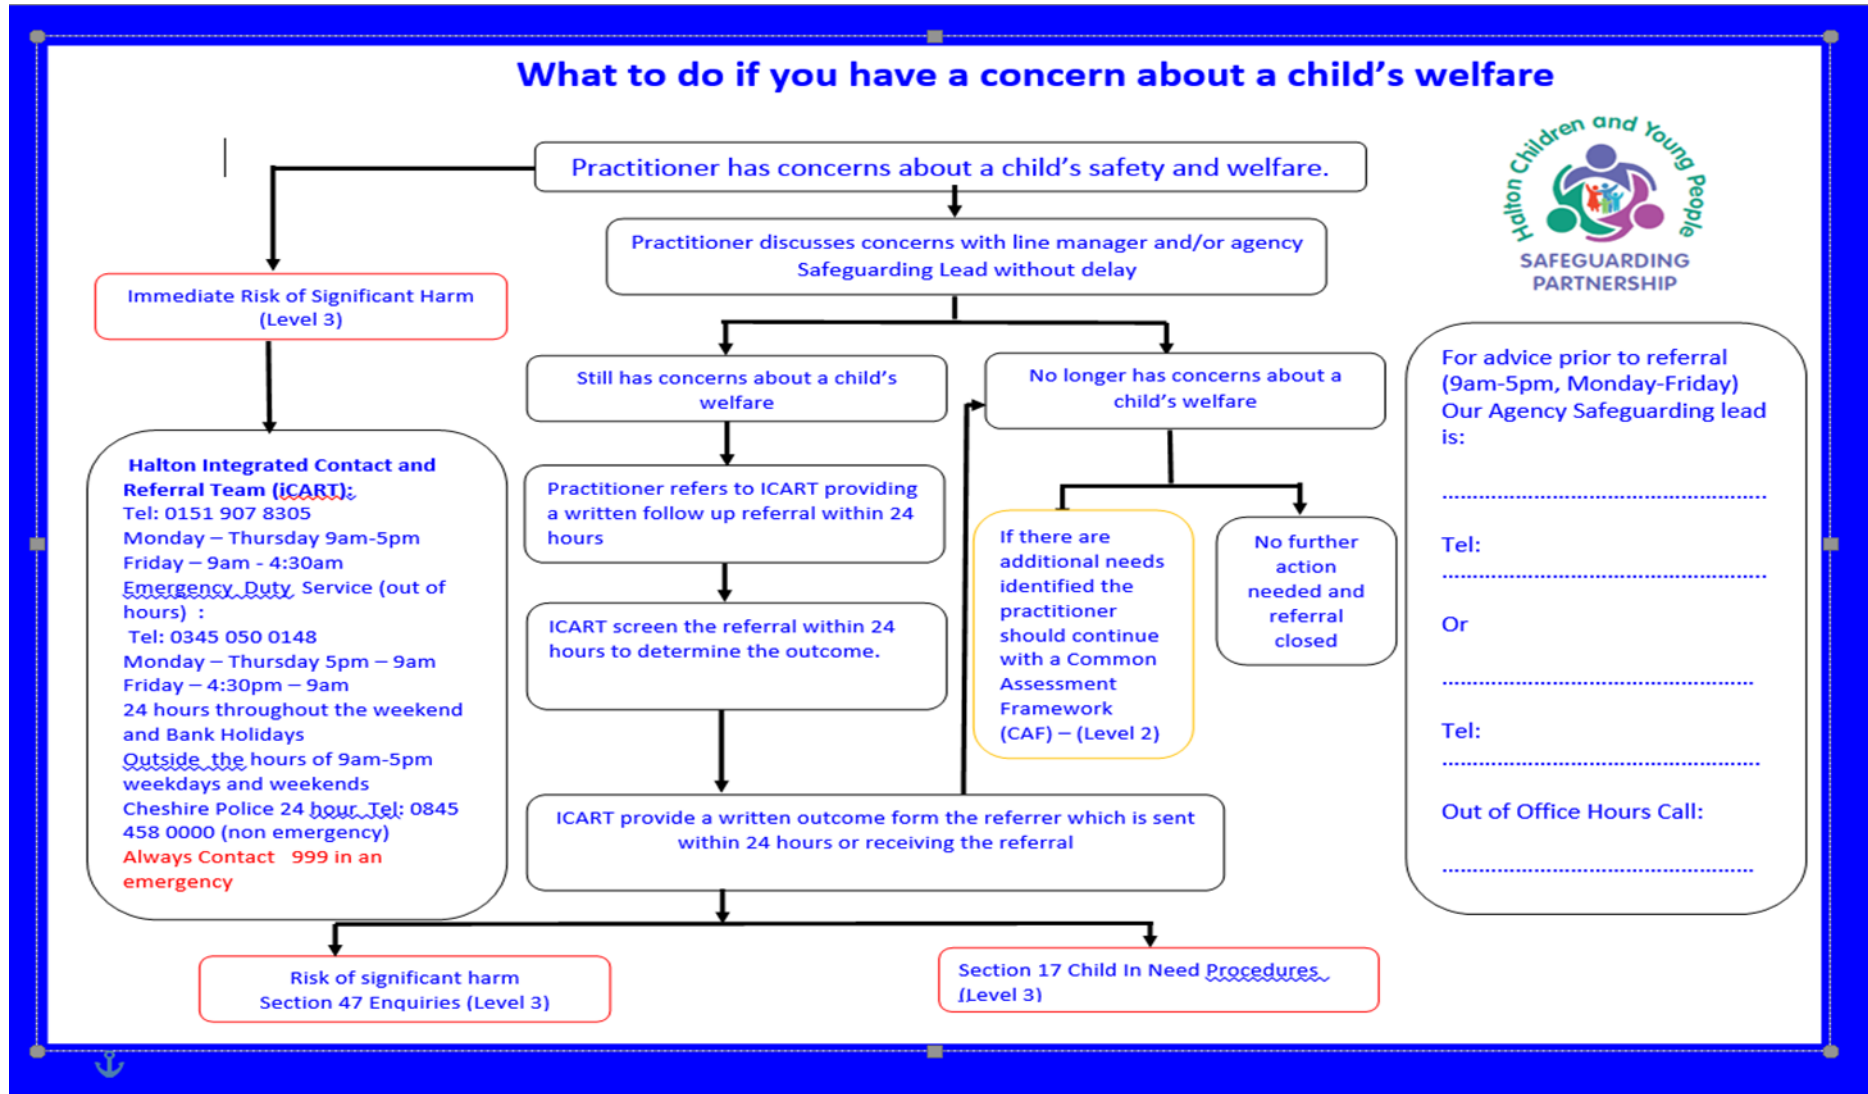 What to do if you have a concern about a child's welfare
Halton Children and Young People
SAFEGUARDING
PARTNERSHIP
Practitioner has concerns about a child's safety and welfare.
Practitioner discusses concerns with line manager and/or agency
Safeguarding Lead without delay
Immediate Risk of Significant Harm
(Level 3)
Halton Integrated Contact and
Referral Team (iCART):
Tel: 0151 907 8305
Monday – Thursday 9am-5pm
Friday – 9am - 4:30am
Emergency Duty Service (out of
hours) :
Tel: 0345 050 0148
Monday – Thursday 5pm – 9am
Friday – 4:30pm – 9am
24 hours throughout the weekend
and Bank Holidays
Outside the hours of 9am-5pm
weekdays and weekends
Cheshire Police 24 hour Tel: 0845
458 0000 (non emergency)
Always Contact 999 in an
emergency
Still has concerns about a child's
welfare
Practitioner refers to ICART providing
a written follow up referral within 24
hours
ICART screen the referral within 24
hours to determine the outcome.
No longer has concerns about a
child's welfare
If there are
additional needs
identified the
practitioner
should continue
with a Common
Assessment
Framework
(CAF) – (Level 2)
No further
action
needed and
referral
closed
ICART provide a written outcome form the referrer which is sent
within 24 hours or receiving the referral
Risk of significant harm
Section 47 Enquiries (Level 3)
Section 17 Child In Need Procedures
(Level 3)
For advice prior to referral
(9am-5pm, Monday-Friday)
Our Agency Safeguarding lead
is:
........................................................
Tel:
........................................................
Or
......................................................
Tel:
.......................................................
Out of Office Hours Call:
......................................................